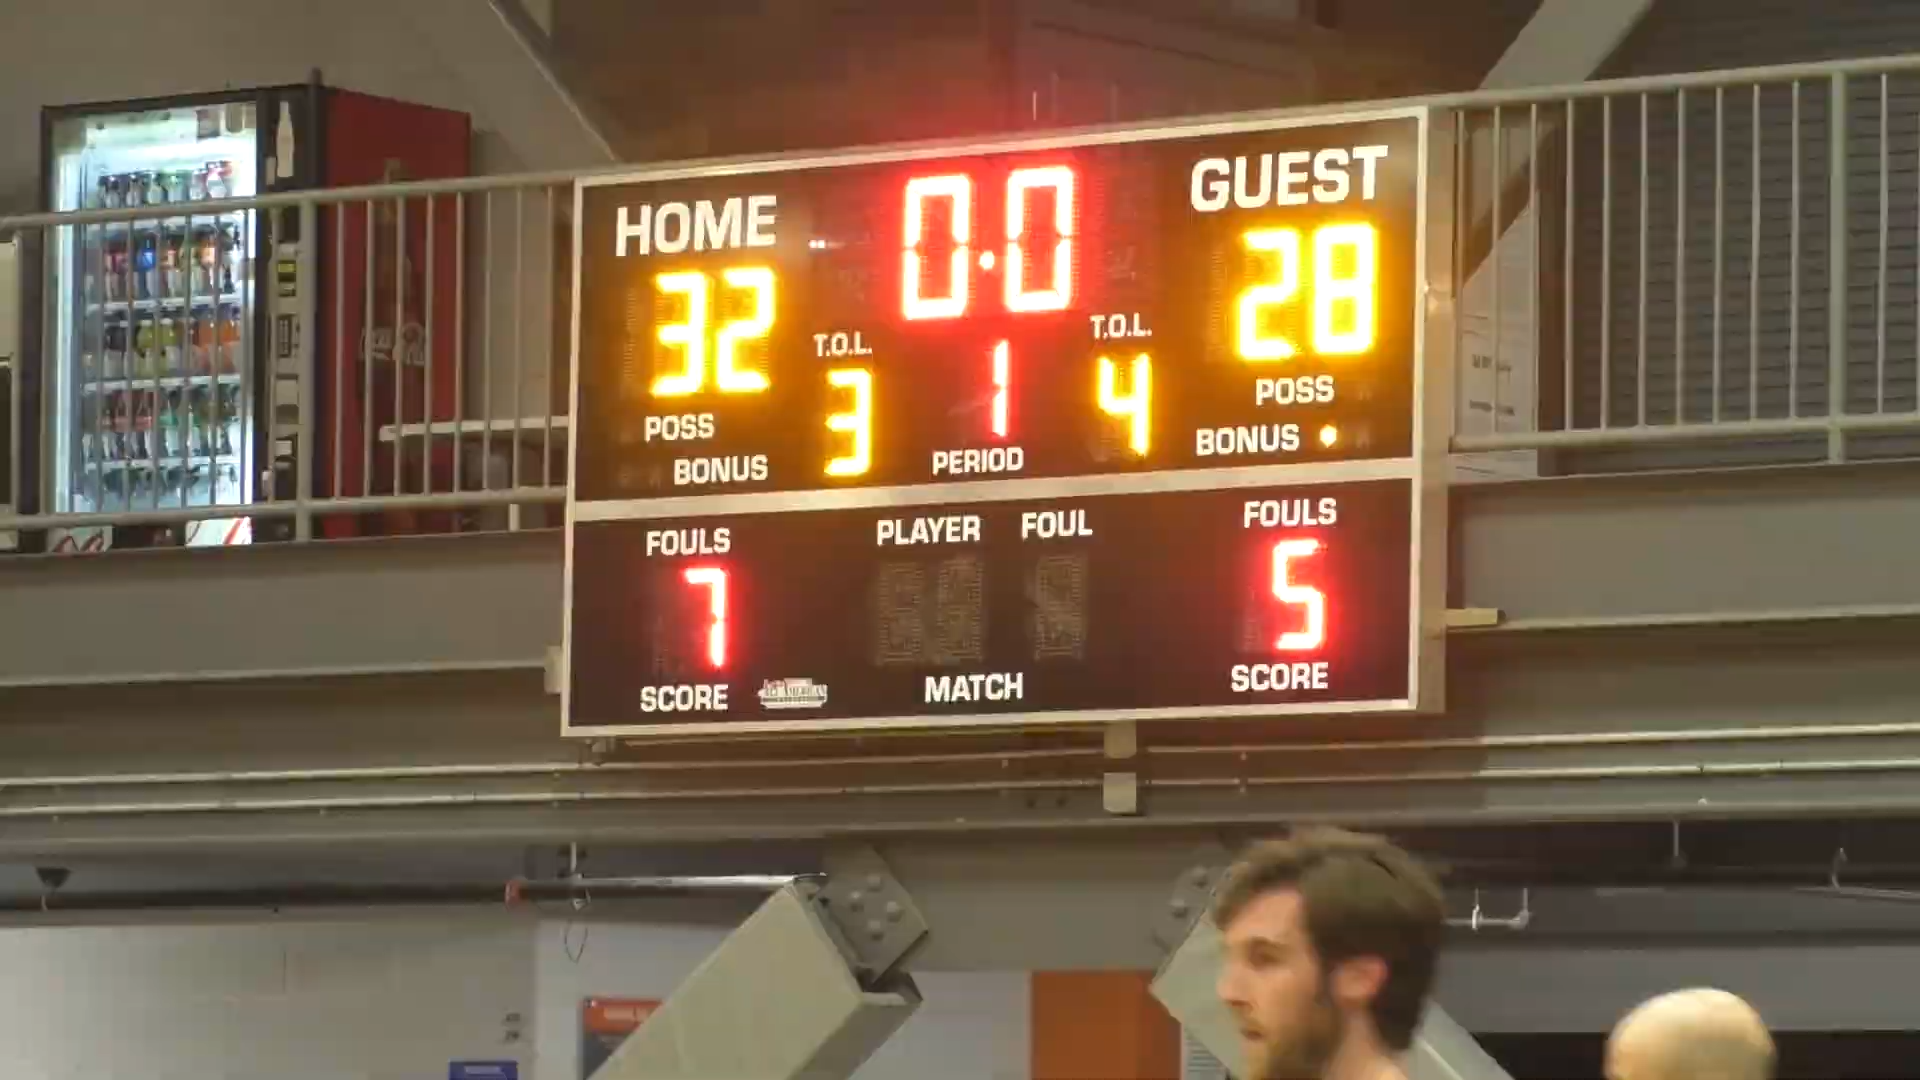 HOME 0.0 GUEST
32 28
T.O.L. T.O.L.
3 1 4
POSS POSS
BONUS PERIOD BONUS
FOULS PLAYER FOUL FOULS
7 5
SCORE MATCH SCORE